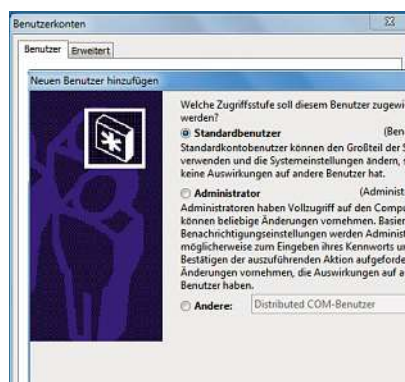 Benutzerkonten
Benutzer Erweitert
Neuen Benutzer hinzufügen
Welche Zugriffsstufe soll diesem Benutzer zugewi
werden?
Standardbenutzer (Ben
Standardkontobenutzer können den Großteil der S
verwenden und die Systemeinstellungen ändern, s
keine Auswirkungen auf andere Benutzer hat.
Administrator (Administ
Administratoren haben Vollzugriff auf den Compu
können beliebige Änderungen vornehmen. Basier
Benachrichtigungseinstellungen werden Administ
möglicherweise zum Eingeben ihres Kennworts un
Bestätigen der auszuführenden Aktion aufgeforde
Änderungen vornehmen, die Auswirkungen auf a
Benutzer haben.
Andere: Distributed COM-Benutzer